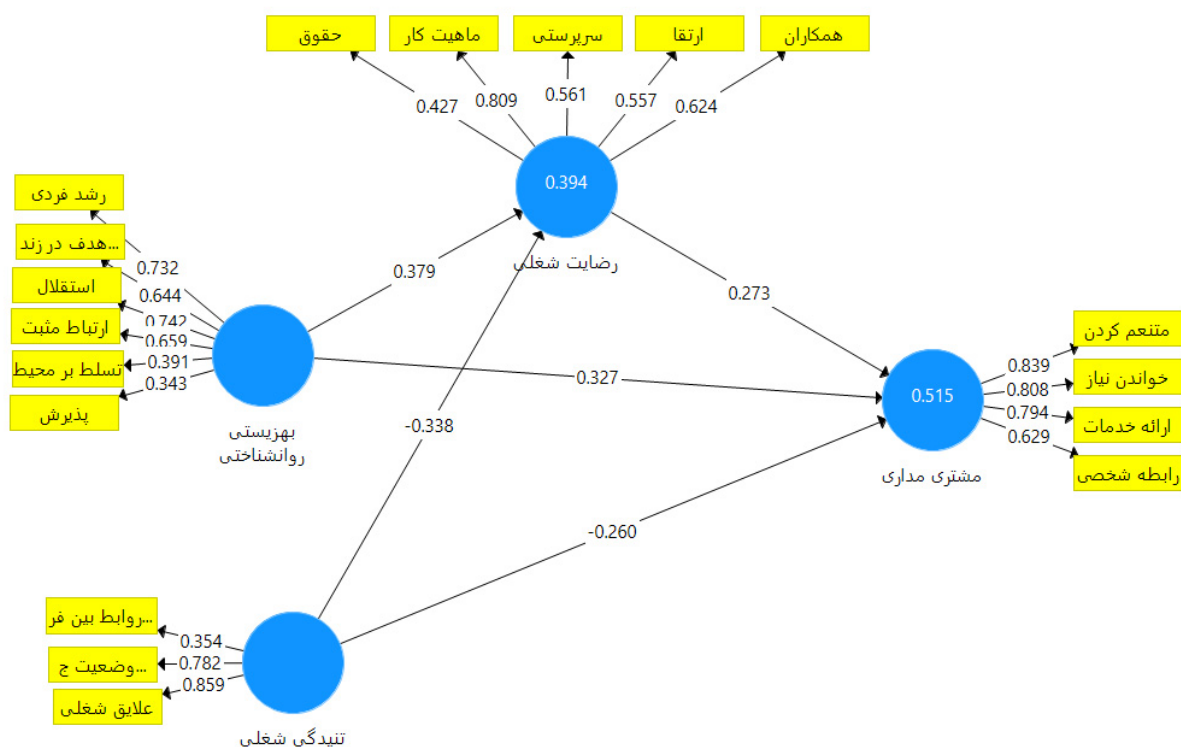 حقوق
ماهیت کار
سرپرستی
ارتقا
همکاران
0.427
0.809
0.561
0.557
0.624
0.394
رضایت شغلی
رشد فردی
هدف در زند...
استقلال
ارتباط مثبت
تسلط بر محیط
پذیرش
0.732
0.644
0.742
0.659
0.391
0.343
بهزیستی
روانشناختی
0.379
0.273
0.327
-0.338
-0.260
0.515
مشتری مداری
0.839
0.808
0.794
0.629
متنعم کردن
خواندن نیاز
ارائه خدمات
رابطه شخصی
روابط بین فر...
وضعیت ج...
علایق شغلی
0.354
0.782
0.859
تنیدگی شغلی